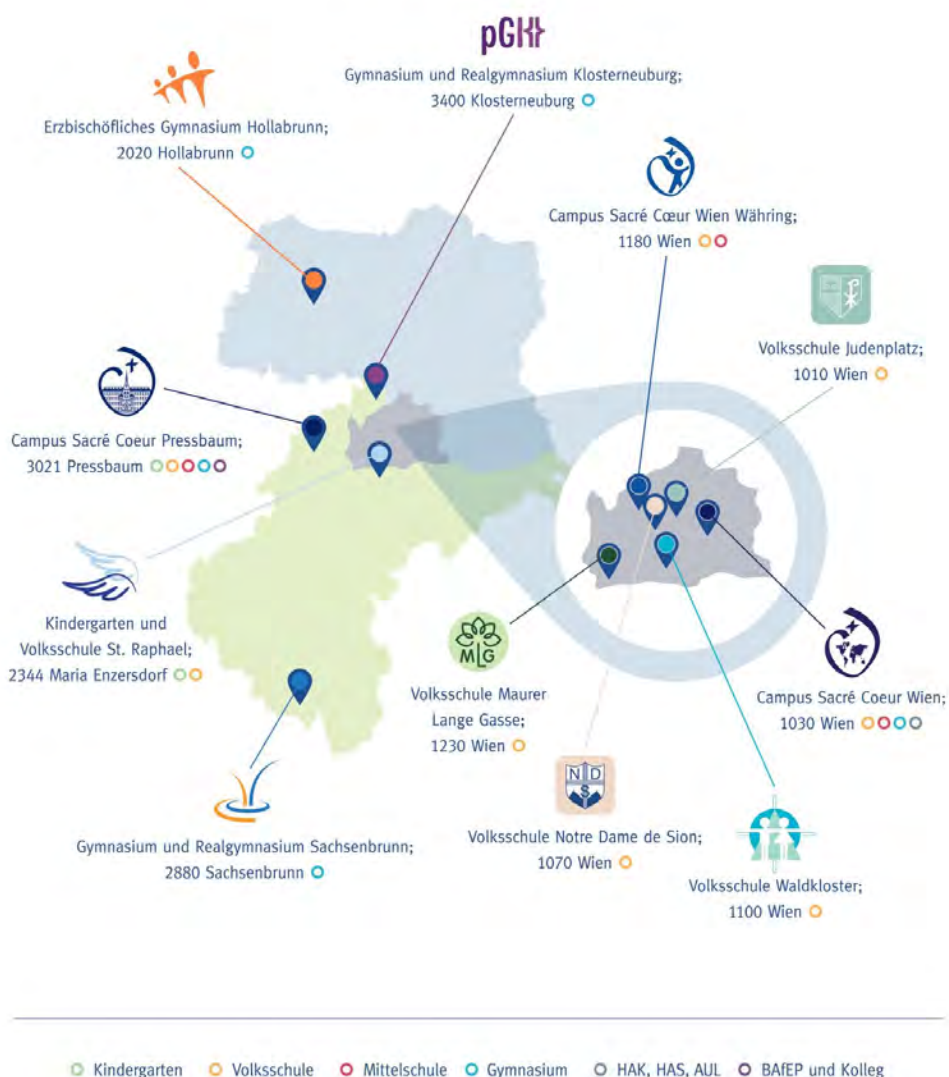 pGKH
Gymnasium und Realgymnasium Klosterneuburg;
3400 Klosterneuburg
Erzbischöfliches Gymnasium Hollabrunn;
2020 Hollabrunn
Campus Sacré Cœur Wien Währing;
1180 Wien
Volksschule Judenplatz;
1010 Wien
Campus Sacré Coeur Pressbaum;
3021 Pressbaum
Kindergarten und
Volksschule St. Raphael;
2344 Maria Enzersdorf
MLG
Volksschule Maurer
Lange Gasse;
1230 Wien
Campus Sacré Coeur Wien;
1030 Wien
NDS
Volksschule Notre Dame de Sion;
1070 Wien
Gymnasium und Realgymnasium Sachsenbrunn;
2880 Sachsenbrunn
Volksschule Waldkloster;
1100 Wien
Kindergarten Volksschule Mittelschule Gymnasium HAK, HAS, AUL BAfEP und Kolleg